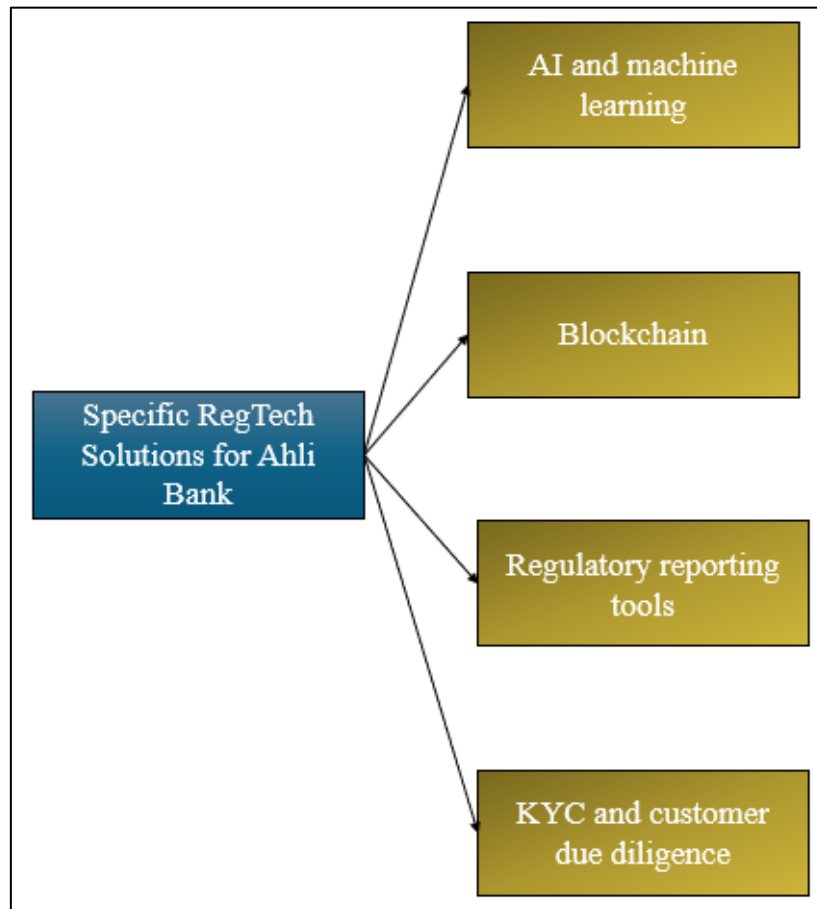 AI and machine
learning
Blockchain
Specific RegTech
Solutions for Ahli
Bank
Regulatory reporting
tools
KYC and customer
due diligence